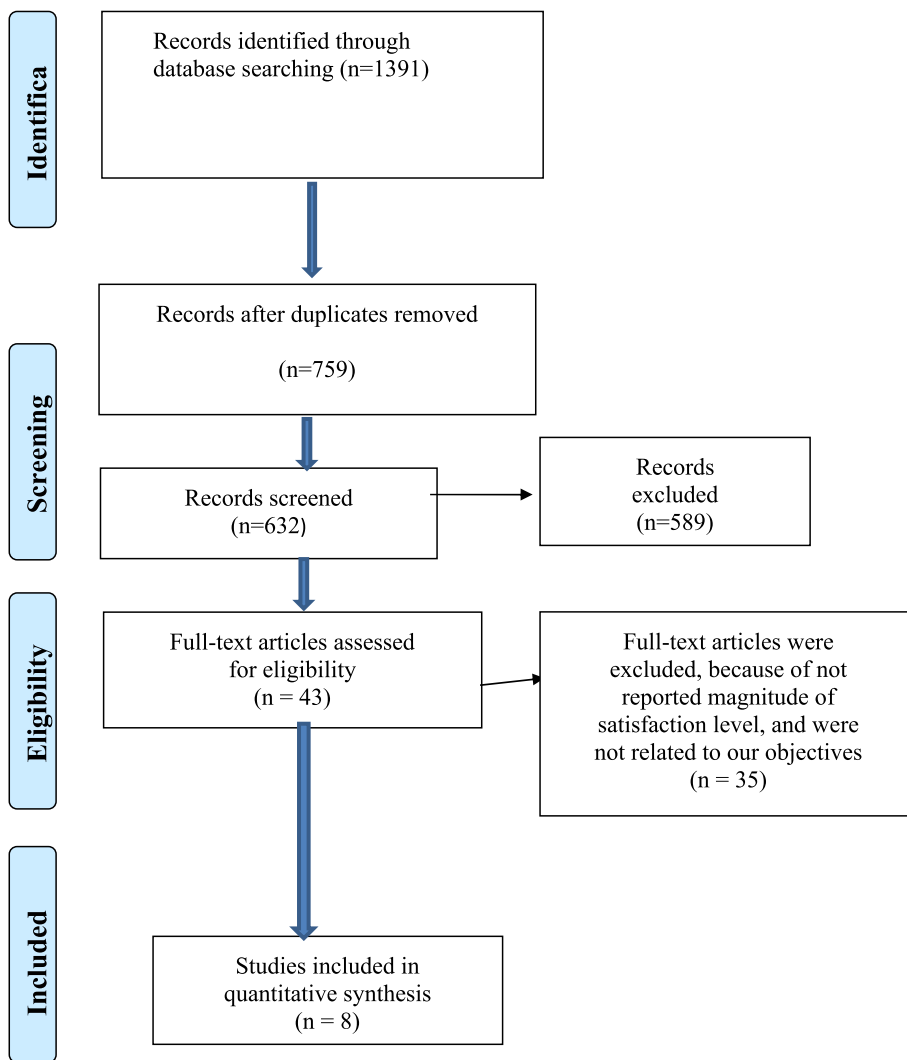 Identifica
Records identified through
database searching (n=1391)
Records after duplicates removed
(n=759)
Screening
Records screened
(n=632)
Records
excluded
(n=589)
Eligibility
Full-text articles assessed
for eligibility
(n = 43)
Full-text articles were
excluded, because of not
reported magnitude of
satisfaction level, and were
not related to our objectives
(n = 35)
Included
Studies included in
quantitative synthesis
(n = 8)